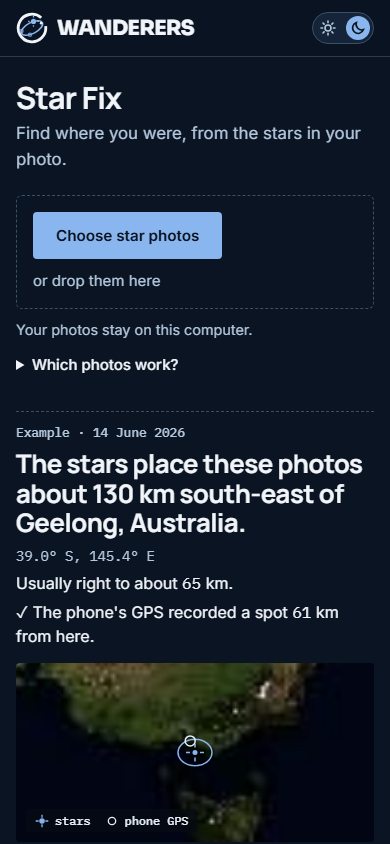 WANDERERS
Star Fix
Find where you were, from the stars in your
photo.
Choose star photos
or drop them here
Your photos stay on this computer.
Which photos work?
Example · 14 June 2026
The stars place these photos
about 130 km south-east of
Geelong, Australia.
39.0° S, 145.4° E
Usually right to about 65 km.
✓ The phone's GPS recorded a spot 61 km
from here.
stars
phone GPS